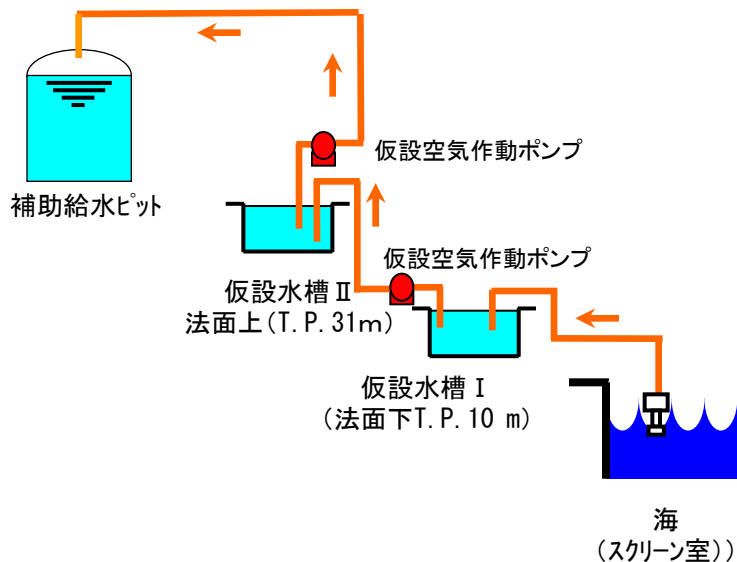 仮設空気作動ポンプ
補助給水ピット
仮設空気作動ポンプ
仮設水槽Ⅱ
法面上(T.P.31m)
仮設水槽Ⅰ
(法面下T.P.10 m)
海
(スクリーン室))